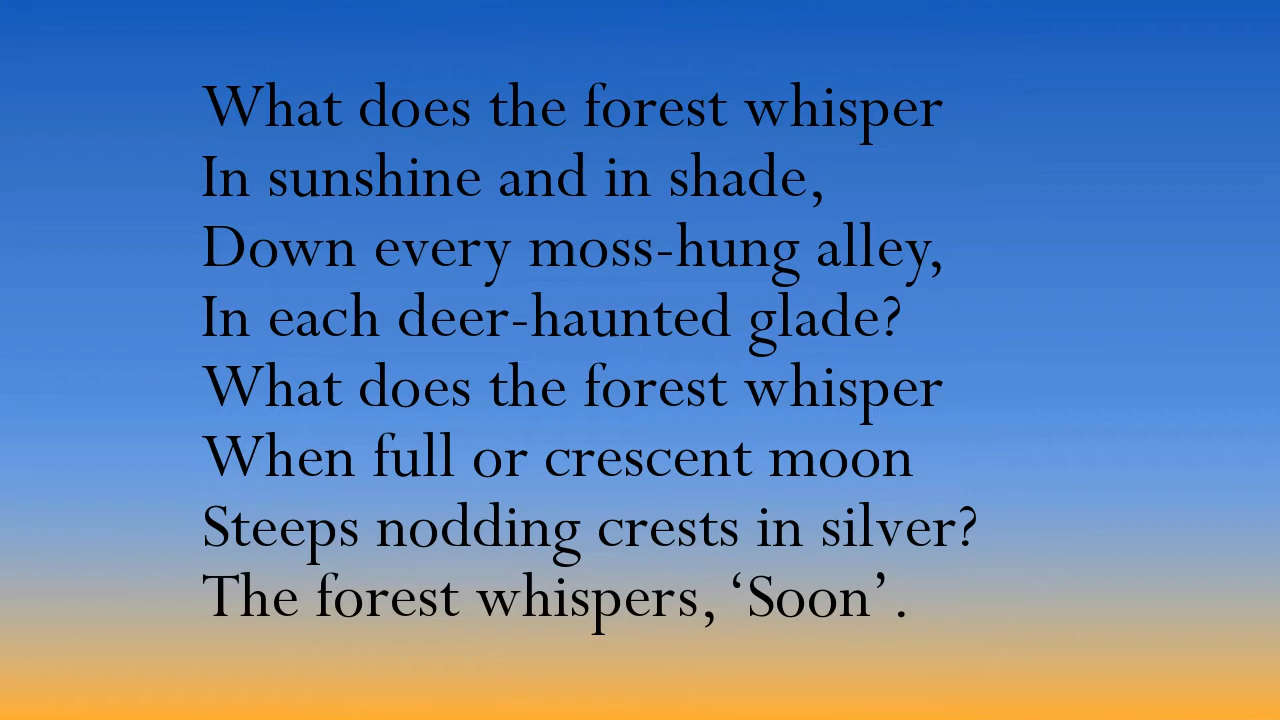 What does the forest whisper
In sunshine and in shade,
Down every moss-hung alley,
In each deer-haunted glade?
What does the forest whisper
When full or crescent moon
Steeps nodding crests in silver?
The forest whispers, ‘Soon’.